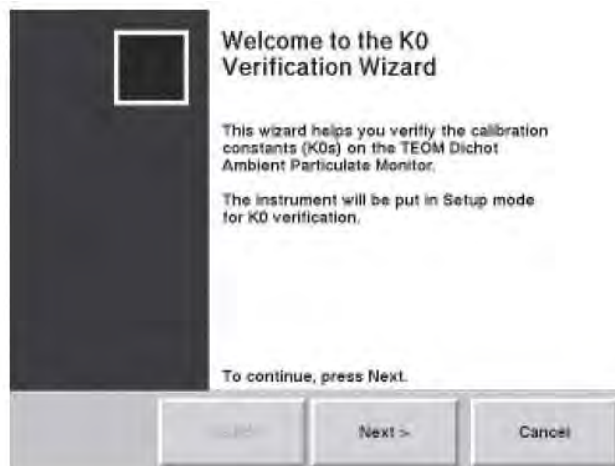 Welcome to the K0
Verification Wizard
This wizard helps you verifiy the calibration
constants (K0s) on the TEOM Dichot
Ambient Particulate Monitor.
The instrument will be put in Setup mode
for K0 verification.
To continue, press Next.
Next >
Cancel